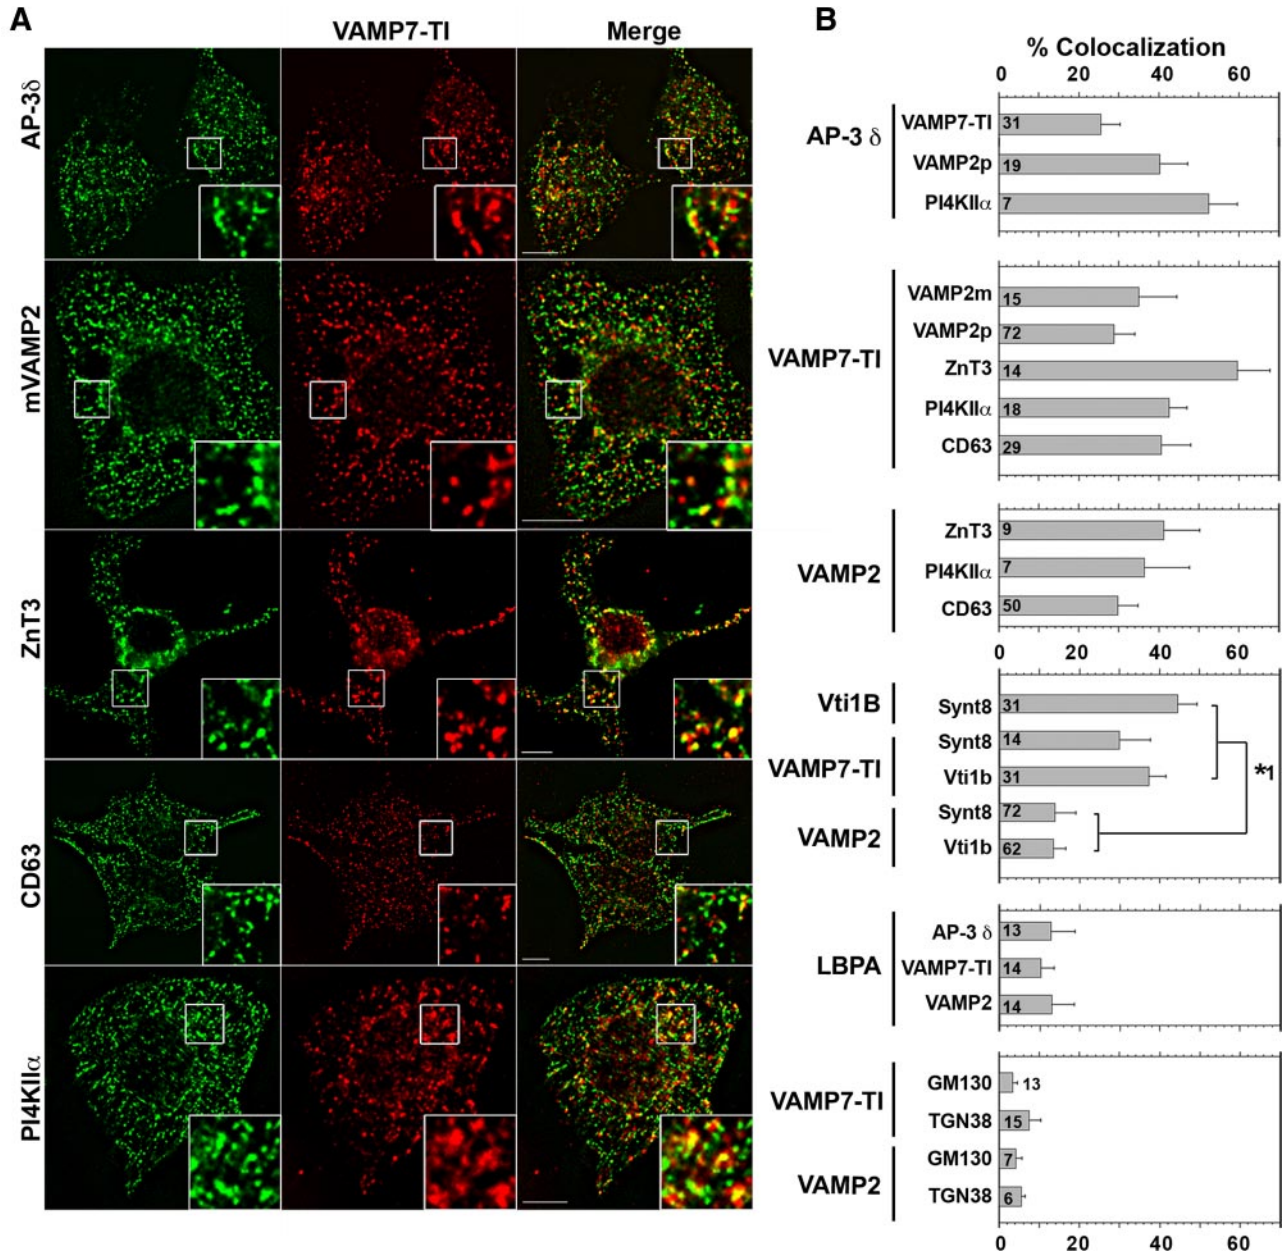 A
VAMP7-TI
Merge
AP-3δ
mVAMP2
ZnT3
CD63
PI4KIIα
B
% Colocalization
0 20 40 60
AP-3 δ
VAMP7-TI 31
VAMP2p 19
PI4KIIα 7
VAMP7-TI
VAMP2m 15
VAMP2p 72
ZnT3 14
PI4KIIα 18
CD63 29
VAMP2
ZnT3 9
PI4KIIα 7
CD63 50
0 20 40 60
Vti1B
Synt8 31
VAMP7-TI
Synt8 14
Vti1b 31
*1
VAMP2
Synt8 72
Vti1b 62
LBPA
AP-3 δ 13
VAMP7-TI 14
VAMP2 14
VAMP7-TI
GM130 13
TGN38 15
VAMP2
GM130 7
TGN38 6
0 20 40 60